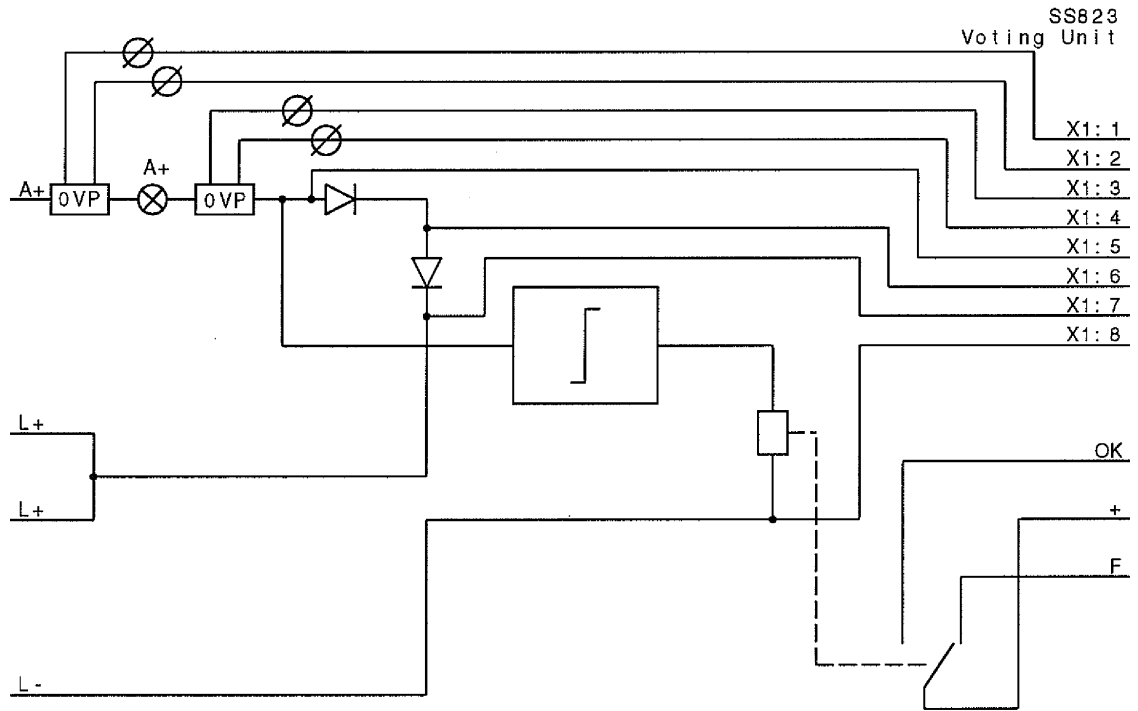 SS823
Voting Unit
X1:1
X1:2
A+
A+
0VP
0VP
X1:3
X1:4
X1:5
X1:6
X1:7
X1:8
L+
OK
L+
+
F
L-